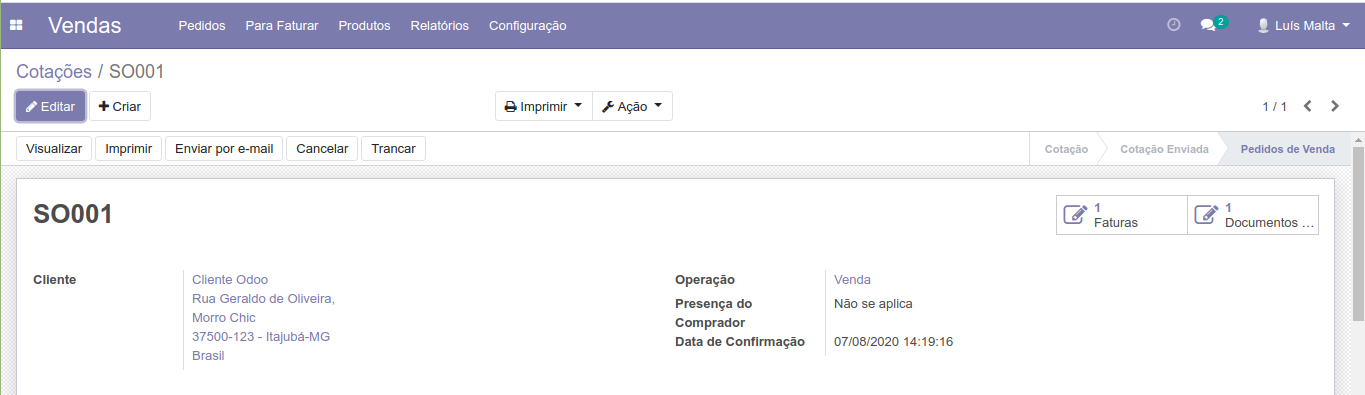 Vendas Pedidos Para Faturar Produtos Relatórios Configuração 2 Luís Malta
Cotações / SO001
Editar Criar Imprimir Ação 1 / 1
Visualizar Imprimir Enviar por e-mail Cancelar Trancar Cotação Cotação Enviada Pedidos de Venda
SO001
1
Faturas
1
Documentos ...
Cliente
Cliente Odoo
Rua Geraldo de Oliveira,
Morro Chic
37500-123 - Itajubá-MG
Brasil
Operação Venda
Presença do Comprador Não se aplica
Data de Confirmação 07/08/2020 14:19:16